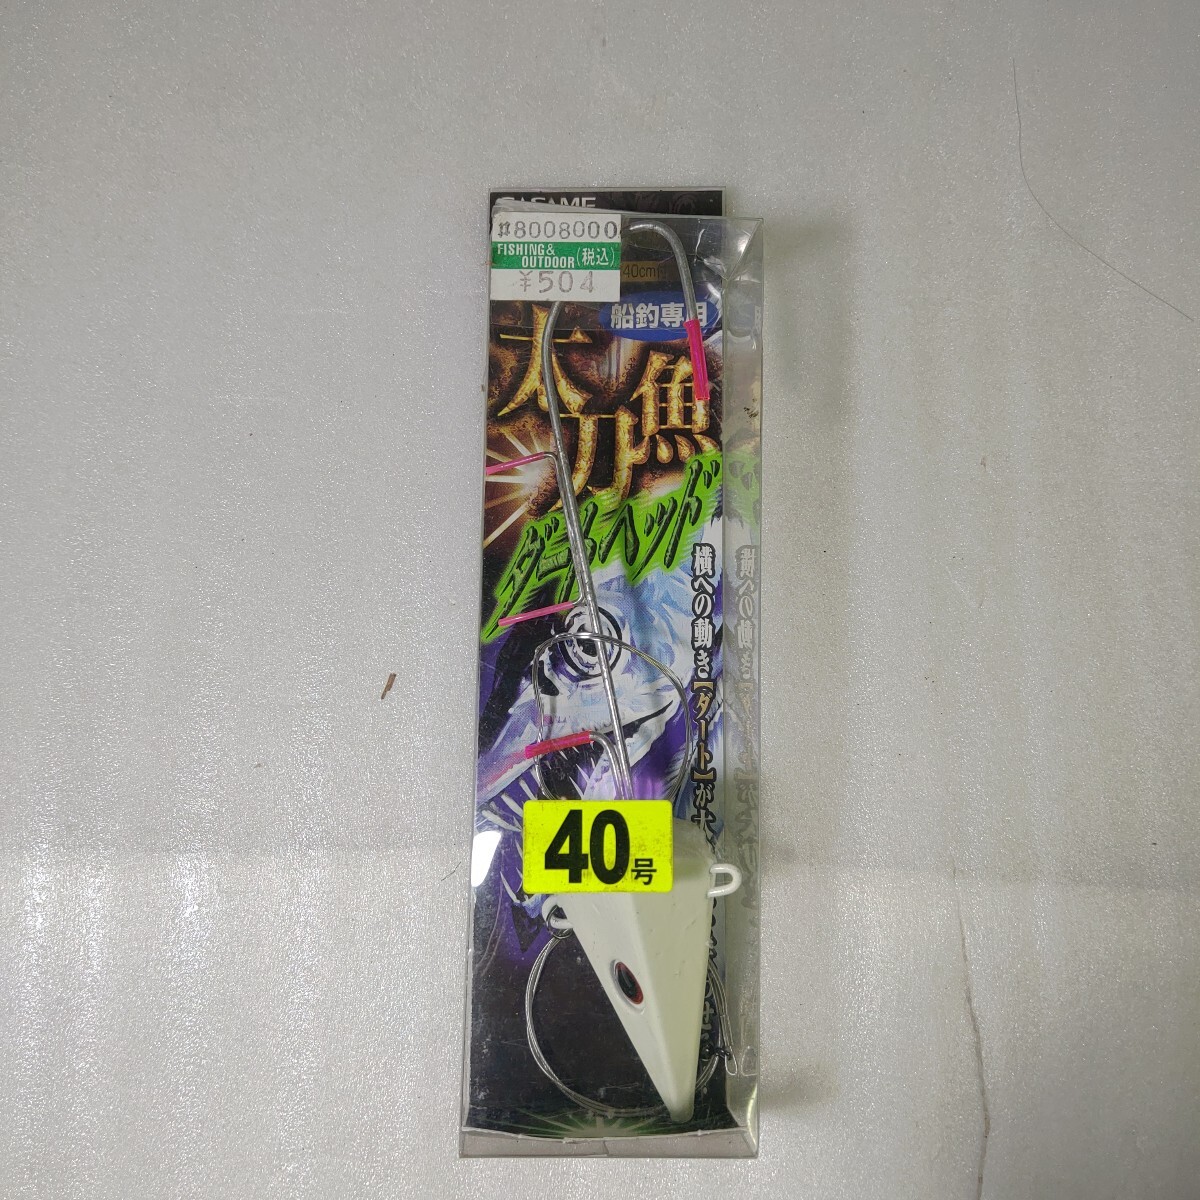 SASAME
#8008000
FISHING &
OUTDOOR (税込)
¥504
40cm
船釣専用
太刀魚
ダートヘッド
横への動き【ダート】が
40号